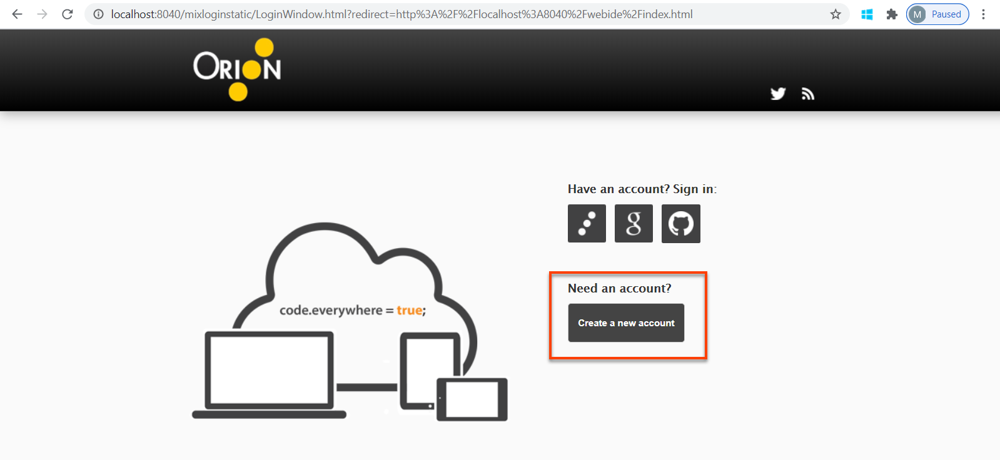 localhost:8040/mixloginstatic/LoginWindow.html?redirect=http%3A%2F%2Flocalhost%3A8040%2Fwebide%2Findex.html
M Paused
ORION
Have an account? Sign in:
g
Need an account?
Create a new account
code.everywhere = true;